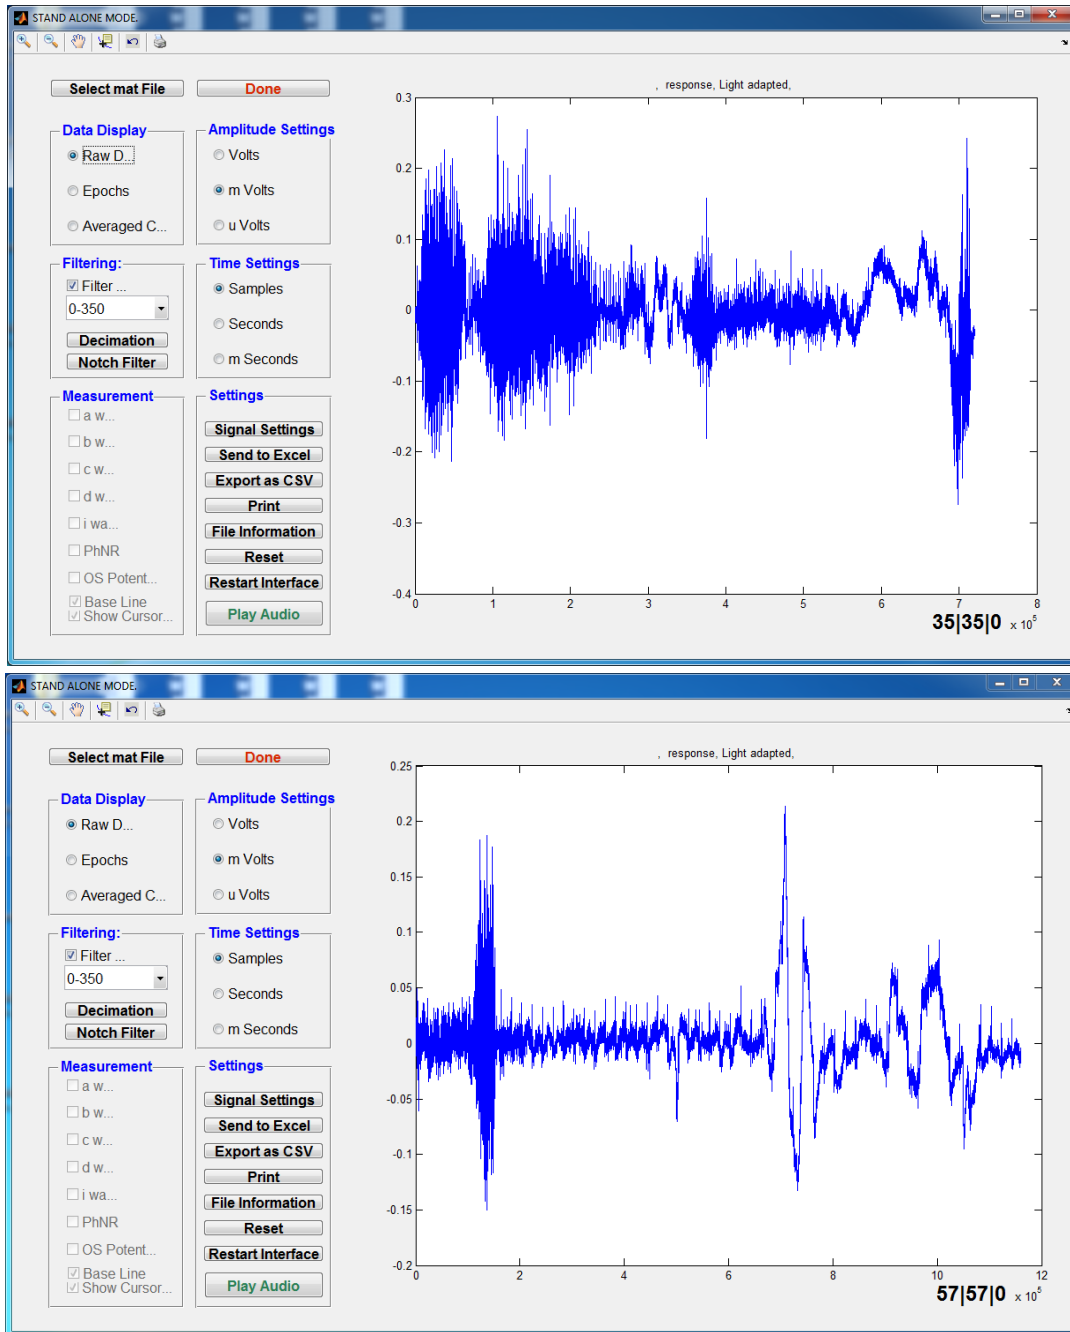 STAND ALONE MODE.
Select mat File Done
, response, Light adapted,
Data Display Amplitude Settings
Raw D... Volts
Epochs m Volts
Averaged C... u Volts
Filtering: Time Settings
Filter ... Samples
0-350 Seconds
Decimation
Notch Filter m Seconds
Measurement Settings
a w...
b w... Signal Settings
c w... Send to Excel
d w... Export as CSV
i wa... Print
PhNR File Information
OS Potent... Reset
Base Line Restart Interface
Show Cursor... Play Audio
0.3
0.2
0.1
0
-0.1
-0.2
-0.3
-0.4
0 1 2 3 4 5 6 7 8
35|35|0 x 10^5
STAND ALONE MODE.
Select mat File Done
, response, Light adapted,
Data Display Amplitude Settings
Raw D... Volts
Epochs m Volts
Averaged C... u Volts
Filtering: Time Settings
Filter ... Samples
0-350 Seconds
Decimation
Notch Filter m Seconds
Measurement Settings
a w...
b w... Signal Settings
c w... Send to Excel
d w... Export as CSV
i wa... Print
PhNR File Information
OS Potent... Reset
Base Line Restart Interface
Show Cursor... Play Audio
0.25
0.2
0.15
0.1
0.05
0
-0.05
-0.1
-0.15
-0.2
0 2 4 6 8 10 12
57|57|0 x 10^5